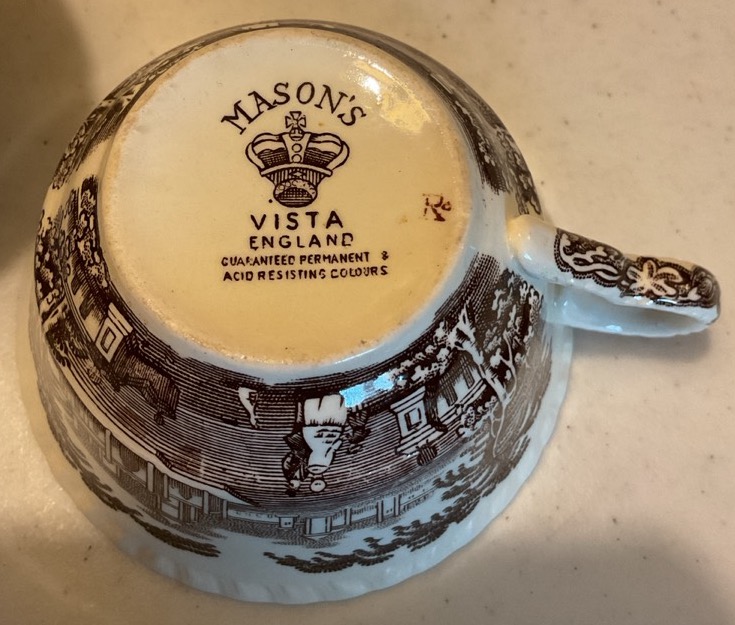 MASON'S
VISTA
ENGLAND
GUARANTEED PERMANENT &
ACID RESISTING COLOURS